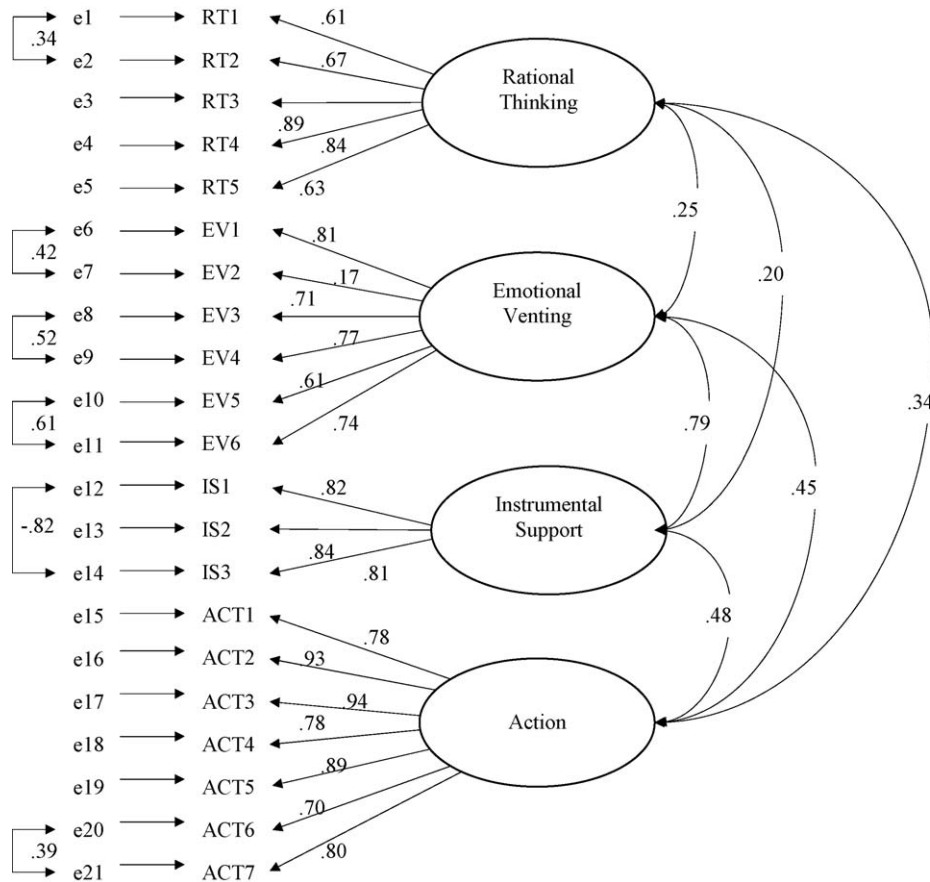 e1 RT1 .61
.34
e2 RT2 .67
Rational
Thinking
e3 RT3
.89
e4 RT4 .84
e5 RT5 .63
.25
.20
.34
e6 EV1 .81
.42
e7 EV2 .17
Emotional
Venting
e8 EV3 .71
.52
e9 EV4 .77
e10 EV5 .61
.61
e11 EV6 .74
.79
.45
e12 IS1 .82
-.82
e13 IS2
Instrumental
Support
.84
e14 IS3 .81
.48
e15 ACT1 .78
e16 ACT2 .93
e17 ACT3 .94
Action
e18 ACT4 .78
e19 ACT5 .89
e20 ACT6 .70
.39
e21 ACT7 .80